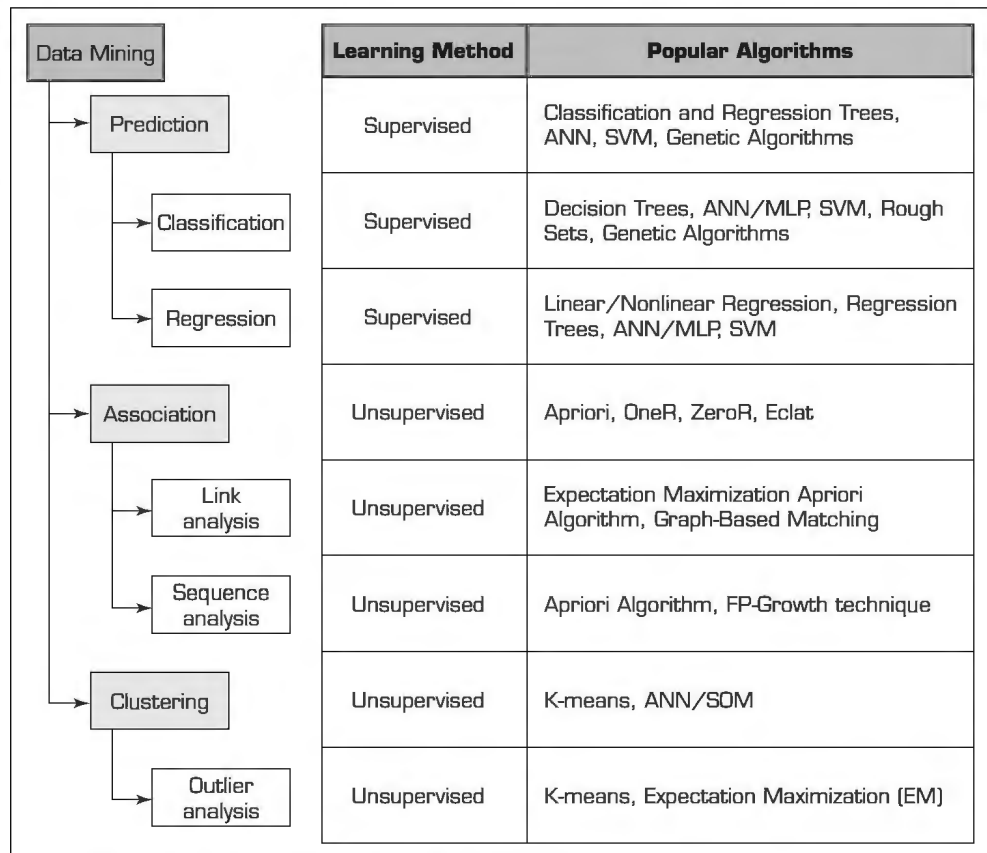 Data Mining
Learning Method
Popular Algorithms
Prediction
Supervised
Classification and Regression Trees,
ANN, SVM, Genetic Algorithms
Classification
Supervised
Decision Trees, ANN/MLP, SVM, Rough
Sets, Genetic Algorithms
Regression
Supervised
Linear/Nonlinear Regression, Regression
Trees, ANN/MLP, SVM
Association
Unsupervised
Apriori, OneR, ZeroR, Eclat
Link
analysis
Unsupervised
Expectation Maximization Apriori
Algorithm, Graph-Based Matching
Sequence
analysis
Unsupervised
Apriori Algorithm, FP-Growth technique
Clustering
Unsupervised
K-means, ANN/SOM
Outlier
analysis
Unsupervised
K-means, Expectation Maximization (EM)